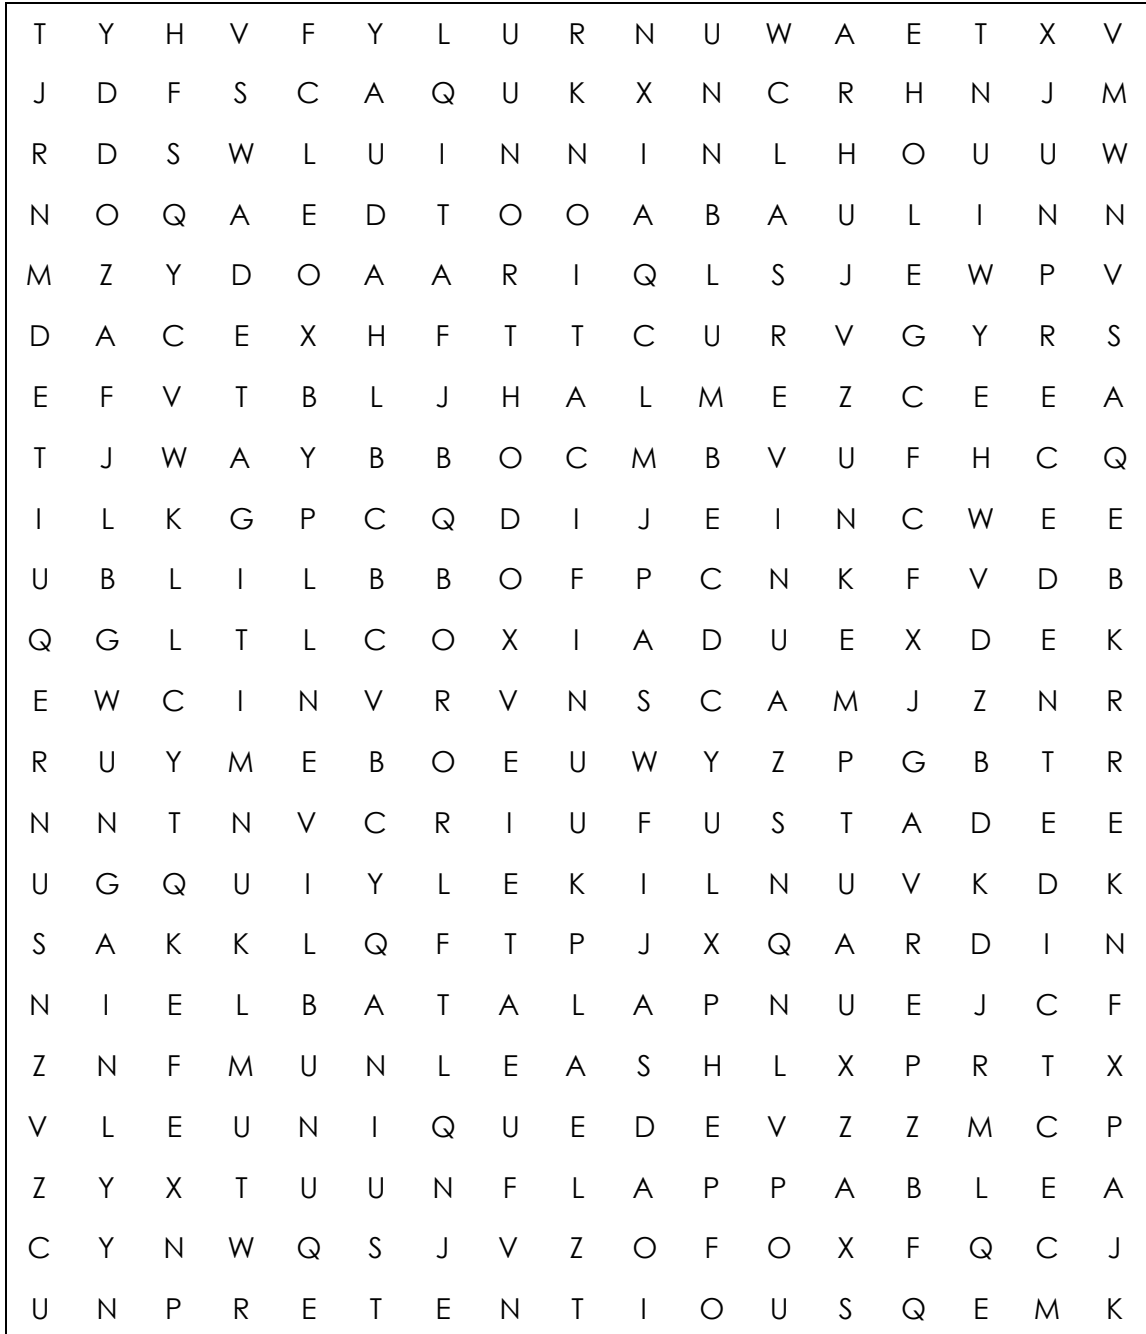 T Y H V F Y L U R N U W A E T X V
J D F S C A Q U K X N C R H N J M
R D S W L U I N N I N L H O U U W
N O Q A E D T O O A B A U L I N N
M Z Y D O A A R I Q L S J E W P V
D A C E X H F T T C U R V G Y R S
E F V T B L J H A L M E Z C E E A
T J W A Y B B O C M B V U F H C Q
I L K G P C Q D I J E I N C W E E
U B L I L B B O F P C N K F V D B
Q G L T L C O X I A D U E X D E K
E W C I N V R V N S C A M J Z N R
R U Y M E B O E U W Y Z P G B T R
N N T N V C R I U F U S T A D E E
U G Q U I Y L E K I L N U V K D K
S A K K L Q F T P J X Q A R D I N
N I E L B A T A L A P N U E J C F
Z N F M U N L E A S H L X P R T X
V L E U N I Q U E D E V Z Z M C P
Z Y X T U U N F L A P P A B L E A
C Y N W Q S J V Z O F O X F Q C J
U N P R E T E N T I O U S Q E M K